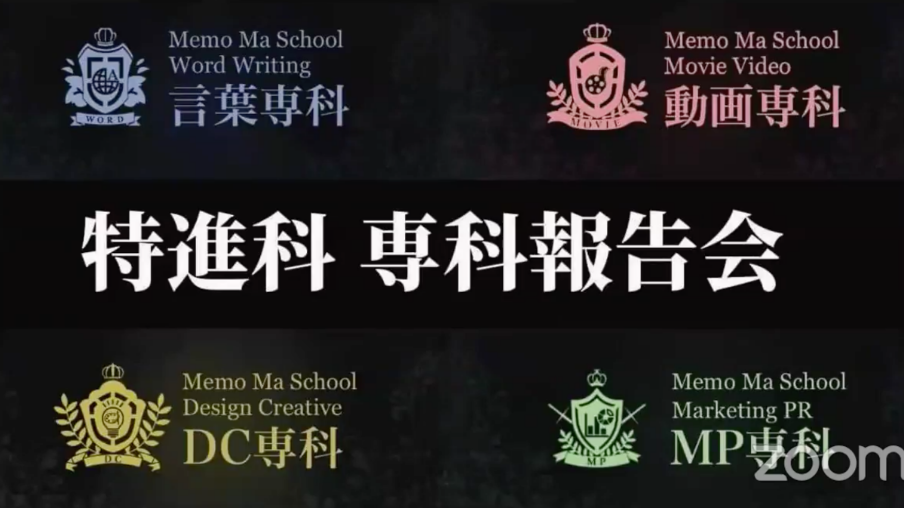 Memo Ma School
Word Writing
言葉専科
WORD
Memo Ma School
Movie Video
動画専科
MOVIE
特進科 専科報告会
Memo Ma School
Design Creative
DC専科
DC
Memo Ma School
Marketing PR
MP専科
MP
zoom